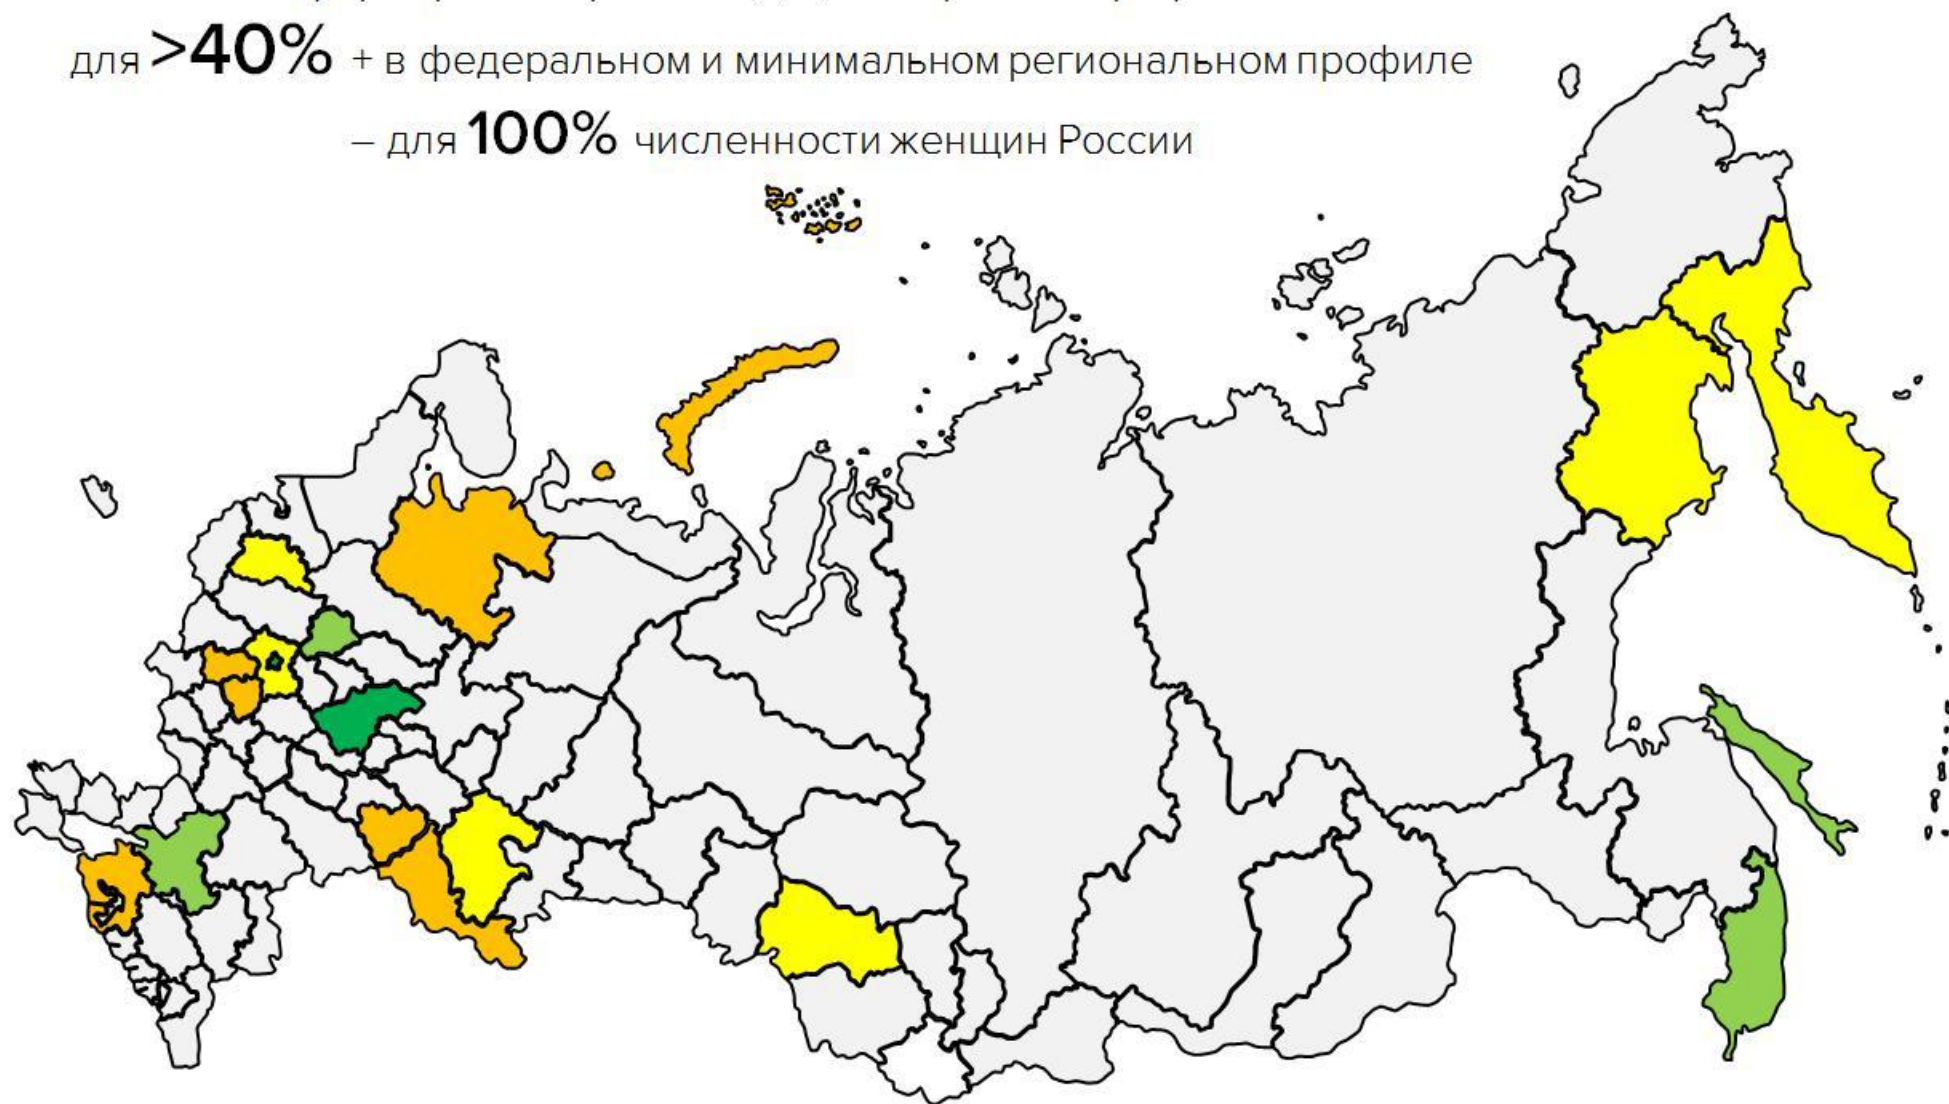 для >40% + в федеральном и минимальном региональном профиле
– для 100% численности женщин России